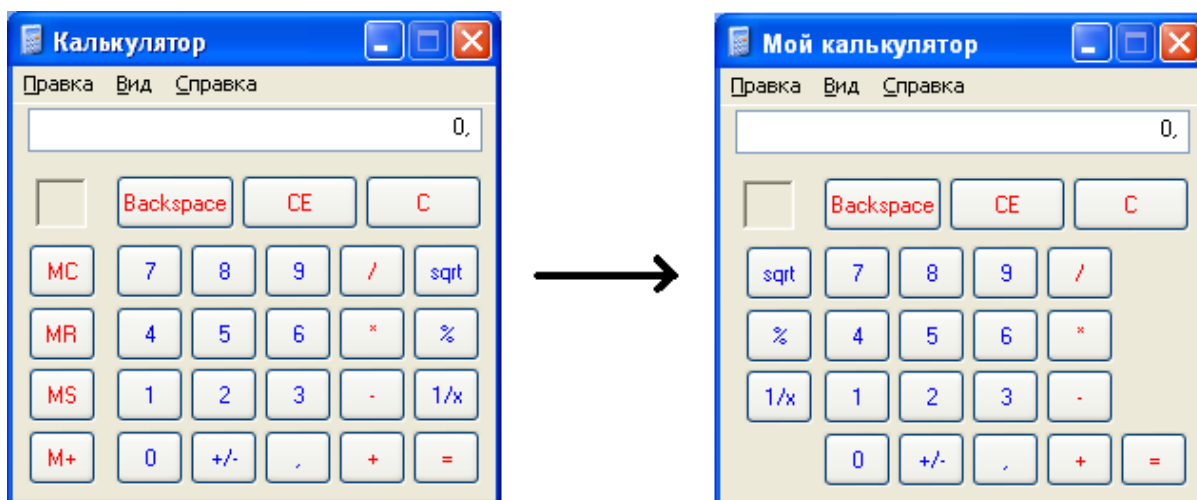 Калькулятор
Правка Вид Справка
0,
Backspace CE C
MC 7 8 9 / sqrt
MR 4 5 6 * %
MS 1 2 3 - 1/x
M+ 0 +/- , + =
Мой калькулятор
Правка Вид Справка
0,
Backspace CE C
sqrt 7 8 9 /
% 4 5 6 *
1/x 1 2 3 -
0 +/- , + =